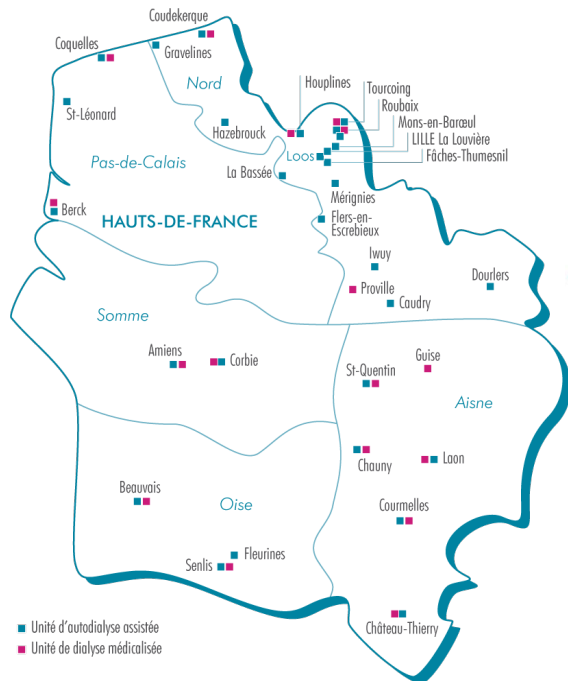 Coudekerque
Coquelles
Gravelines
Nord
Houplines
Tourcoing
Roubaix
Mons-en-Barœul
LILLE La Louvière
Fâches-Thumesnil
St-Léonard
Hazebrouck
Loos
Pas-de-Calais
La Bassée
Mérignies
Berck
HAUTS-DE-FRANCE
Flers-en-
Escrebieux
Iwuy
Dourlers
Proville
Caudry
Somme
Amiens
Corbie
St-Quentin
Guise
Aisne
Chauny
Laon
Beauvais
Oise
Courmelles
Fleurines
Senlis
Château-Thierry
Unité d'autodialyse assistée
Unité de dialyse médicalisée